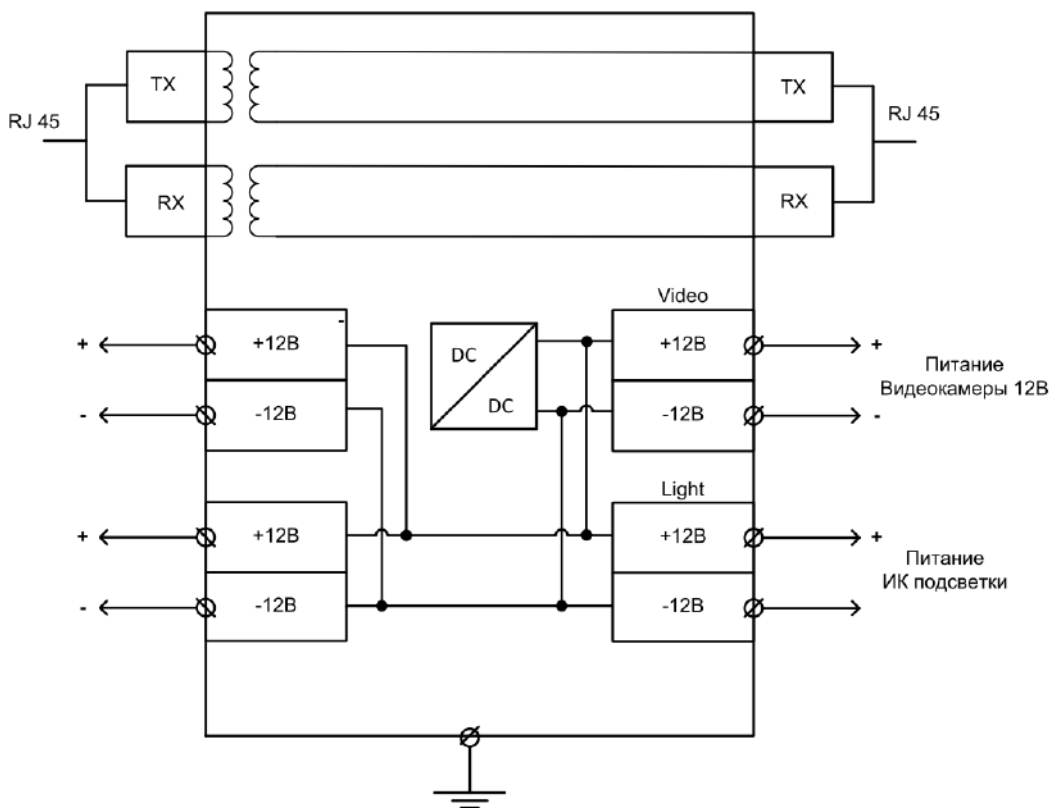 TX
TX
RJ 45
RJ 45
RX
RX
Video
+ +12В -
DC
+12В +
Питание
Видеокамеры 12В
- -12В
DC
-12В -
Light
+ +12В
+12В +
Питание
ИК подсветки
- -12В
-12В